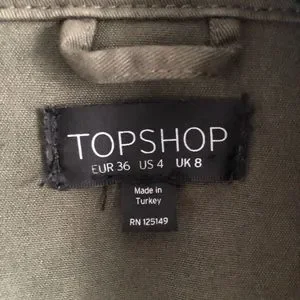 TOPSHOP
EUR 36 US 4 UK 8
Made in
Turkey
RN 125149